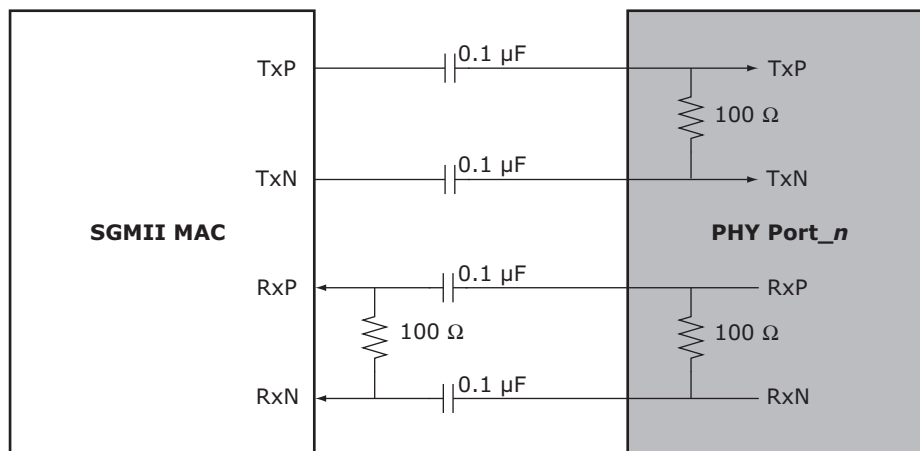 0.1 µF
TxP
TxP
100 Ω
0.1 µF
TxN
TxN
SGMII MAC
PHY Port_n
0.1 µF
RxP
RxP
100 Ω
100 Ω
0.1 µF
RxN
RxN